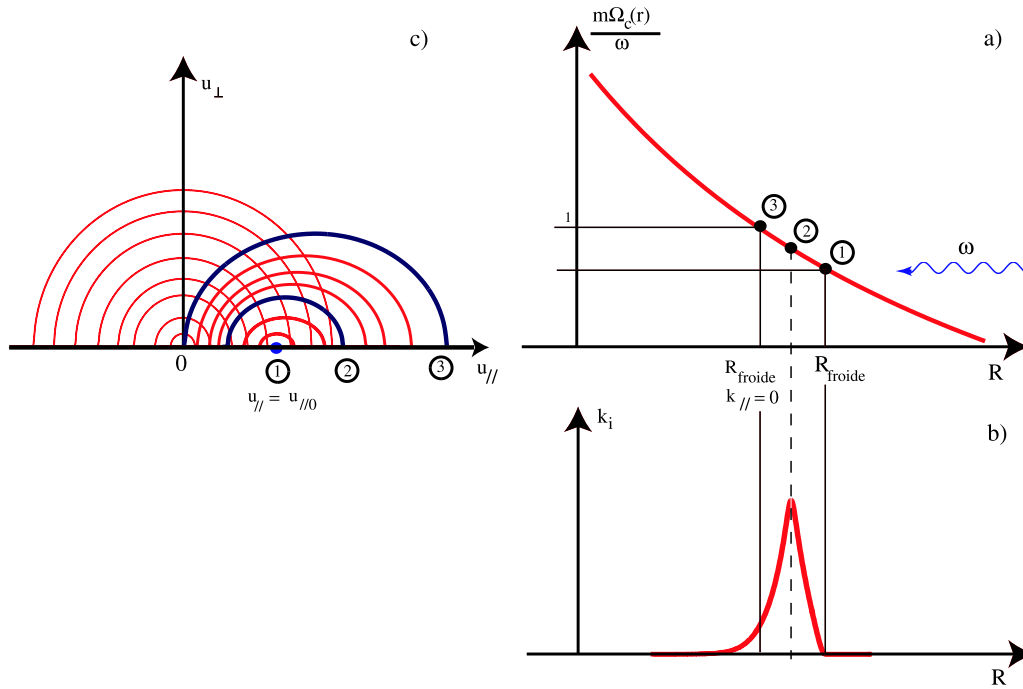 c)
u⊥
0
①
②
③
u//
u// = u//0
mΩc(r)
ω
a)
1
③
②
①
ω
R
Rfroide
k// = 0
Rfroide
ki
b)
R